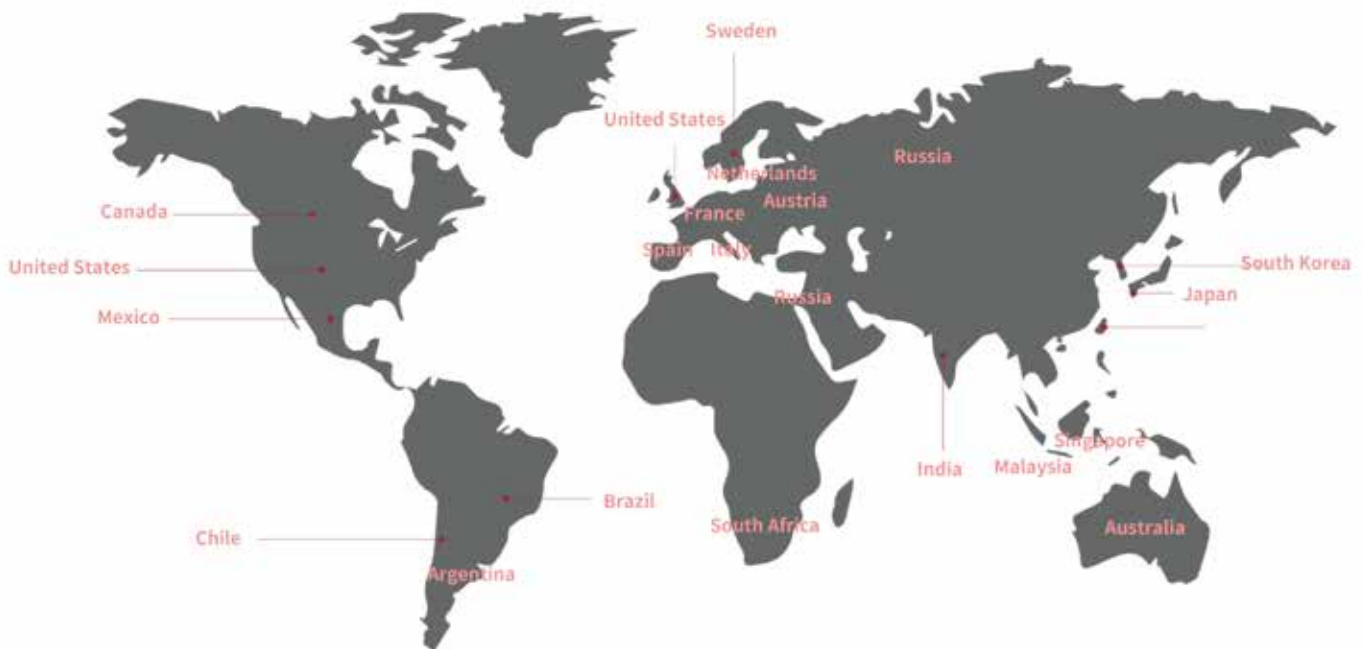 Sweden
United States
Russia
Netherlands
Austria
Canada
France
Spain
Italy
United States
South Korea
Russia
Japan
Mexico
Singapore
India
Malaysia
Brazil
South Africa
Australia
Chile
Argentina